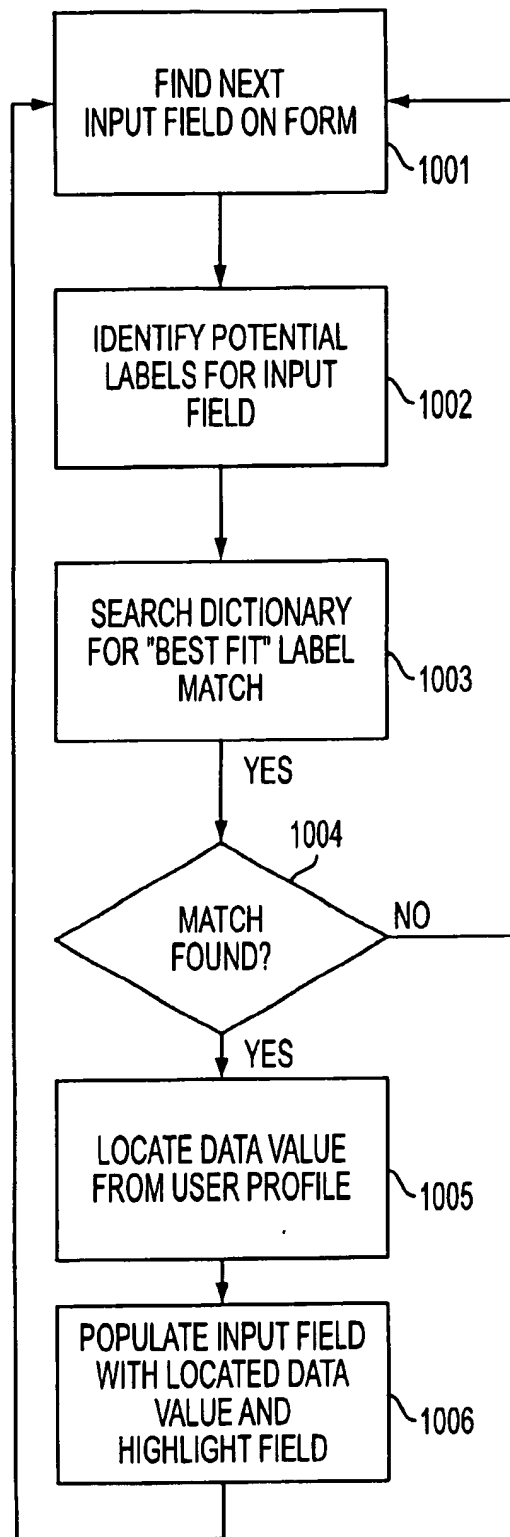 FIND NEXT
INPUT FIELD ON FORM
1001
IDENTIFY POTENTIAL
LABELS FOR INPUT
FIELD
1002
SEARCH DICTIONARY
FOR "BEST FIT" LABEL
MATCH
1003
YES
1004
MATCH
FOUND?
NO
YES
LOCATE DATA VALUE
FROM USER PROFILE
1005
POPULATE INPUT FIELD
WITH LOCATED DATA
VALUE AND
HIGHLIGHT FIELD
1006